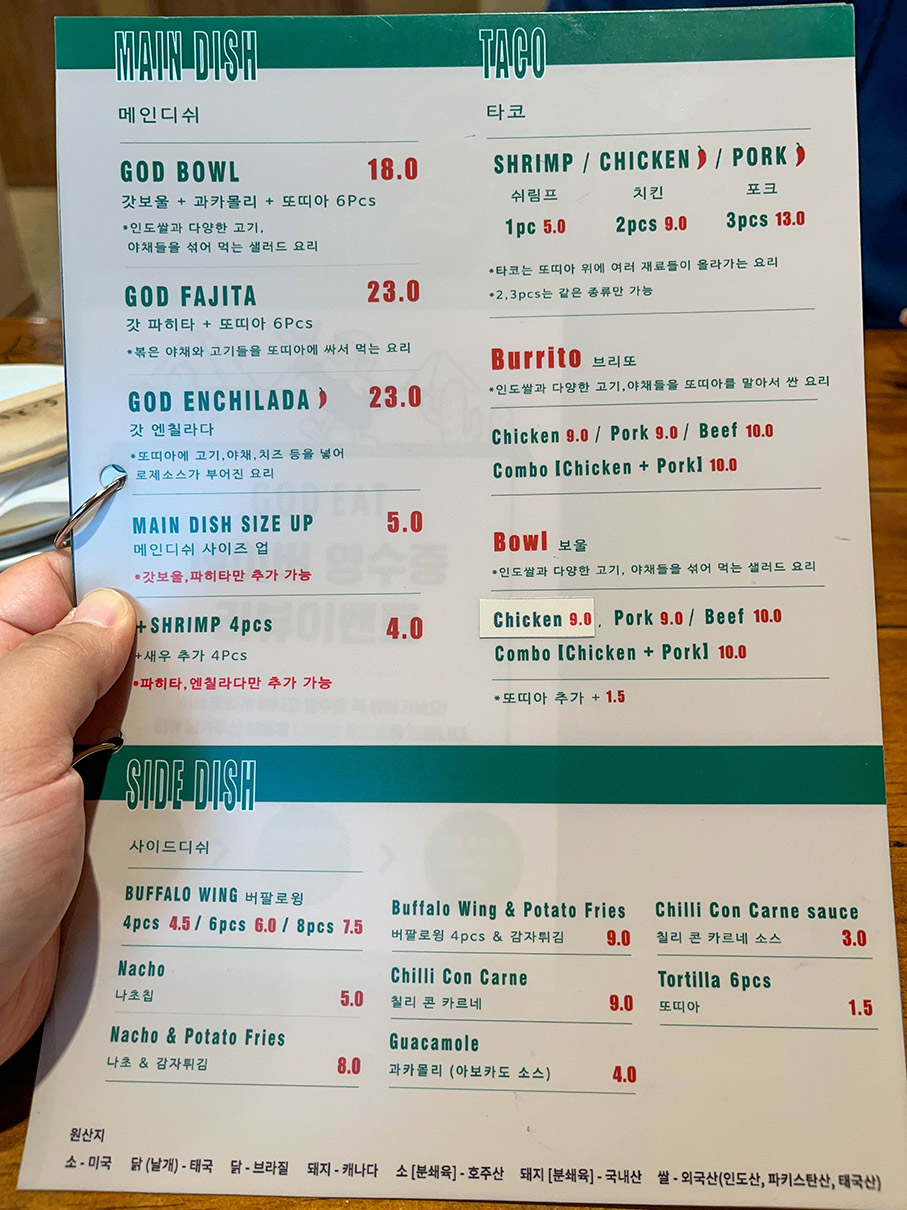 MAIN DISH
메인디쉬
GOD BOWL 18.0
갓보울 + 과카몰리 + 또띠아 6Pcs
*인도쌀과 다양한 고기,
야채들을 섞어 먹는 샐러드 요리
GOD FAJITA 23.0
갓 파히타 + 또띠아 6Pcs
*볶은 야채와 고기들을 또띠아에 싸서 먹는 요리
GOD ENCHILADA 23.0
갓 엔칠라다
*또띠아에 고기,야채,치즈 등을 넣어
로제소스가 부어진 요리
MAIN DISH SIZE UP 5.0
메인디쉬 사이즈 업
*갓보울,파히타만 추가 가능
+SHRIMP 4pcs 4.0
+새우 추가 4Pcs
*파히타,엔칠라다만 추가 가능
TACO
타코
SHRIMP / CHICKEN / PORK
쉬림프 치킨 포크
1pc 5.0 2pcs 9.0 3pcs 13.0
*타코는 또띠아 위에 여러 재료들이 올라가는 요리
*2,3pcs는 같은 종류만 가능
Burrito 브리또
*인도쌀과 다양한 고기,야채들을 또띠아를 말아서 싼 요리
Chicken 9.0 / Pork 9.0 / Beef 10.0
Combo [Chicken + Pork] 10.0
Bowl 보울
*인도쌀과 다양한 고기, 야채들을 섞어 먹는 샐러드 요리
Chicken 9.0 , Pork 9.0 / Beef 10.0
Combo [Chicken + Pork] 10.0
*또띠아 추가 + 1.5
SIDE DISH
사이드디쉬
BUFFALO WING 버팔로윙
4pcs 4.5 / 6pcs 6.0 / 8pcs 7.5
Nacho
나초칩 5.0
Nacho & Potato Fries
나초 & 감자튀김 8.0
Buffalo Wing & Potato Fries
버팔로윙 4pcs & 감자튀김 9.0
Chilli Con Carne
칠리 콘 카르네 9.0
Guacamole
과카몰리 (아보카도 소스) 4.0
Chilli Con Carne sauce
칠리 콘 카르네 소스 3.0
Tortilla 6pcs
또띠아 1.5
원산지
소 - 미국 닭 (날개) - 태국 닭 - 브라질 돼지 - 캐나다 소 [분쇄육] - 호주산 돼지 [분쇄육] - 국내산 쌀 - 외국산(인도산, 파키스탄산, 태국산)